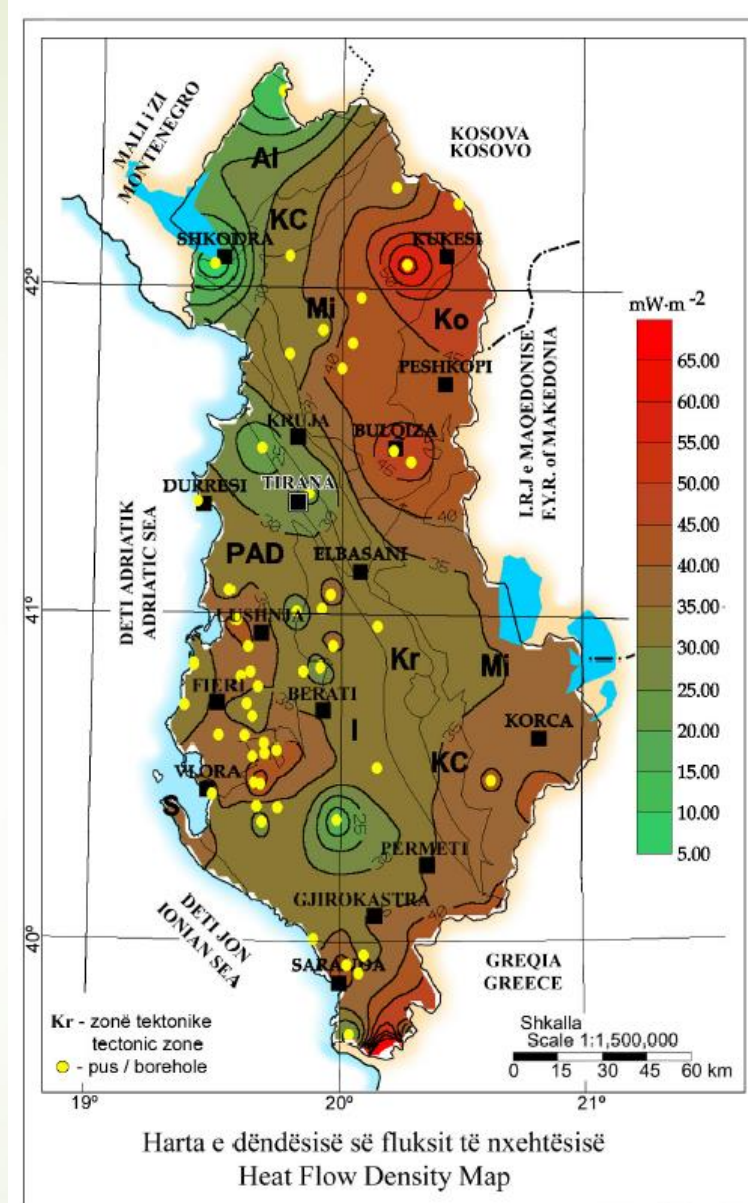 MALI i ZI
MONTENEGRO
KOSOVA
KOSOVO
Al
KC
SHKODRA
KUKESI
42°
Mi
Ko
mW·m -2
PESHKOPI
65.00
60.00
55.00
50.00
45.00
40.00
35.00
30.00
25.00
20.00
15.00
10.00
5.00
KRUJA
BULQIZA
TIRANA
DURRESI
I.R.J e MAQEDONISE
F.Y.R. of MAKEDONIA
DETI ADRIATIK
ADRIATIC SEA
PAD
ELBASANI
41°
LUSHNJA
Kr
Mi
FIERI
BERATI
I
KORCA
KC
VLORA
S
25
PERMETI
GJIROKASTRA
DETI JON
IONIAN SEA
40°
GREQIA
GREECE
Kr - zonë tektonike
tectonic zone
- pus / borehole
Shkalla
Scale 1:1,500,000
0 15 30 45 60 km
19° 20° 21°
Harta e dëndësisë së fluksit të nxehtësisë
Heat Flow Density Map